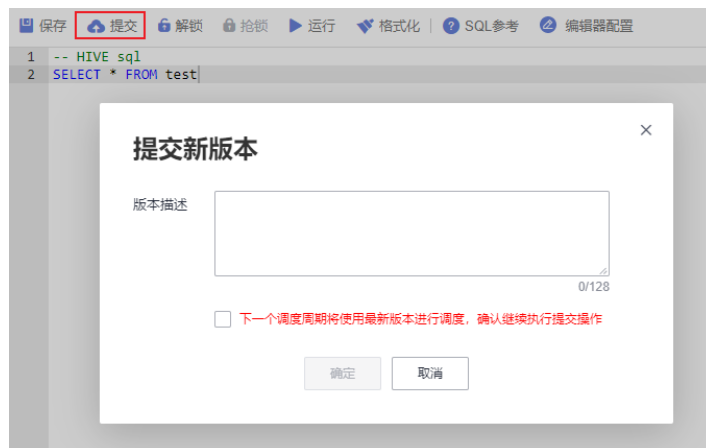 保存 提交 解锁 抢锁 运行 格式化 SQL参考 编辑器配置
1 -- HIVE sql
2 SELECT * FROM test
提交新版本
版本描述
0/128
下一个调度周期将使用最新版本进行调度，确认继续执行提交操作
确定 取消